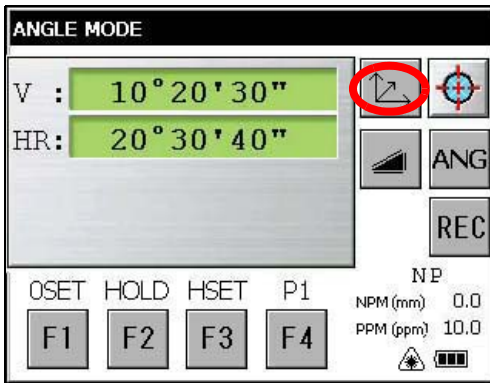 ANGLE MODE
V : 10°20'30"
HR: 20°30'40"
ANG
REC
0SET HOLD HSET P1
F1 F2 F3 F4
NP
NPM (mm) 0.0
PPM (ppm) 10.0